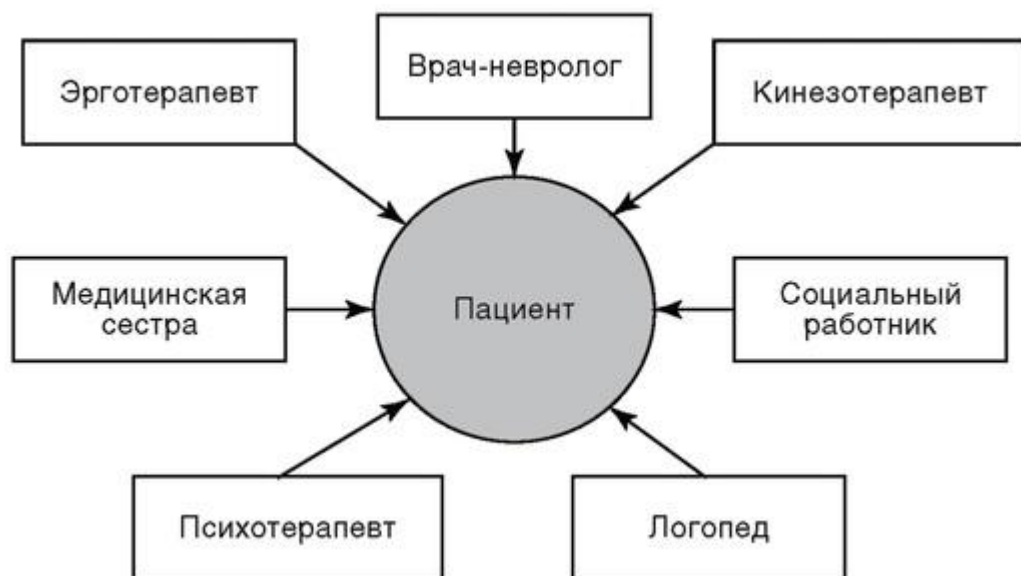 Врач-невролог
Эрготерапевт
Кинезотерапевт
Медицинская
сестра
Пациент
Социальный
работник
Психотерапевт
Логопед